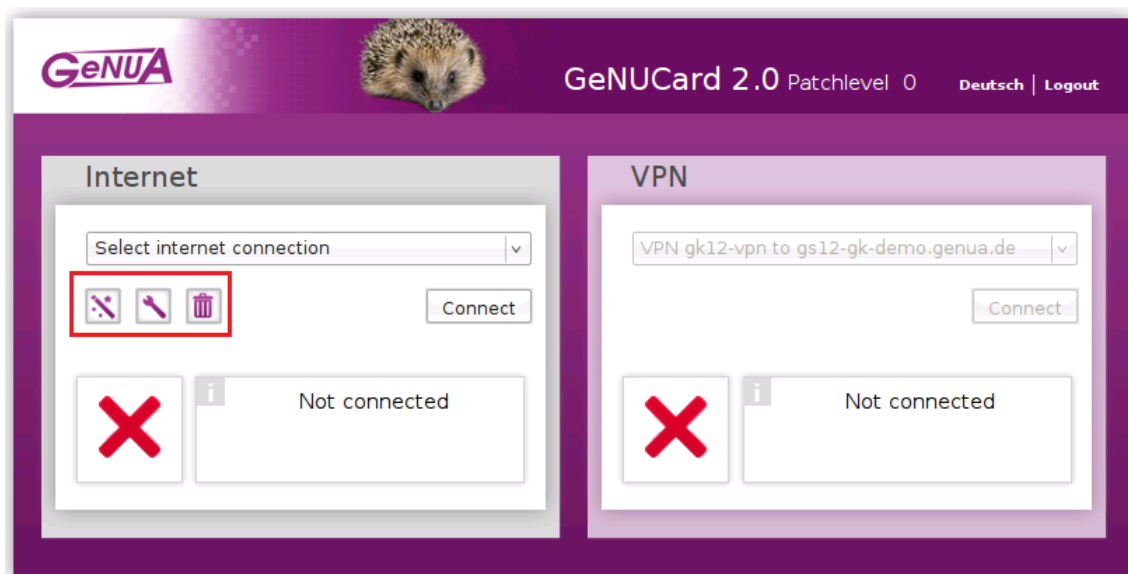 GeNUA
GeNUCard 2.0 Patchlevel 0
Deutsch | Logout
Internet
Select internet connection
Connect
i
Not connected
VPN
VPN gk12-vpn to gs12-gk-demo.genua.de
Connect
i
Not connected